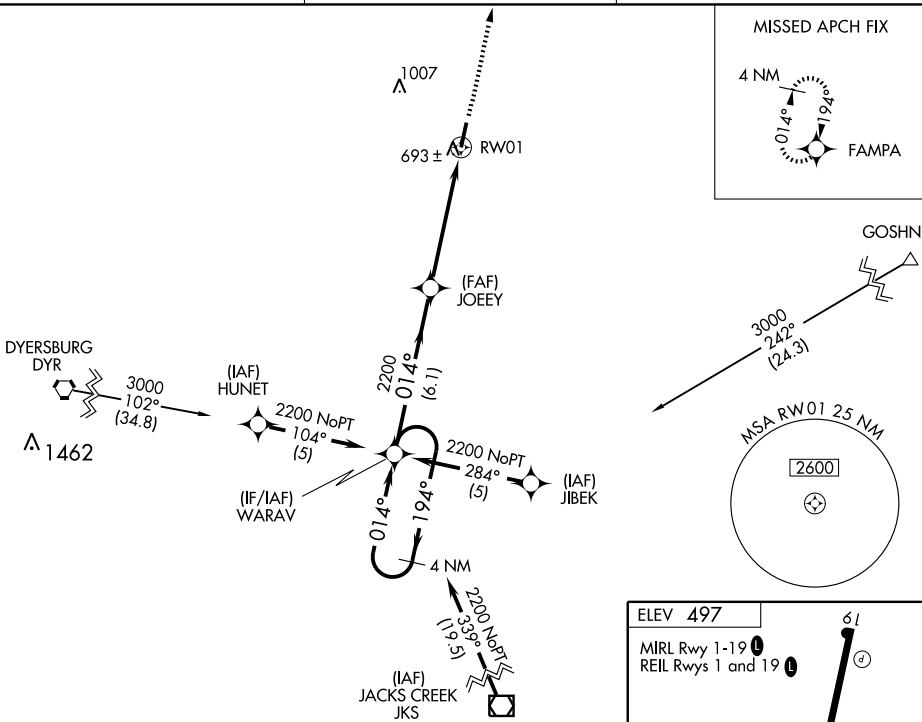 MISSED APCH FIX
4 NM
014°
194°
FAMPA
1007
693 ±
RW01
GOSHN
3000
242°
(24.3)
(FAF)
JOEEY
2200
014°
(6.1)
DYERSBURG
DYR
3000
102°
(34.8)
1462
(IAF)
HUNET
2200 NoPT
104°
(5)
2200 NoPT
284°
(5)
(IAF)
JIBEK
(IF/IAF)
WARAV
014°
194°
4 NM
MSA RW01 25 NM
2600
2200 NoPT
339°
(19.5)
(IAF)
JACKS CREEK
JKS
ELEV 497
MIRL Rwy 1-19 L
REIL Rwys 1 and 19 L
19
P